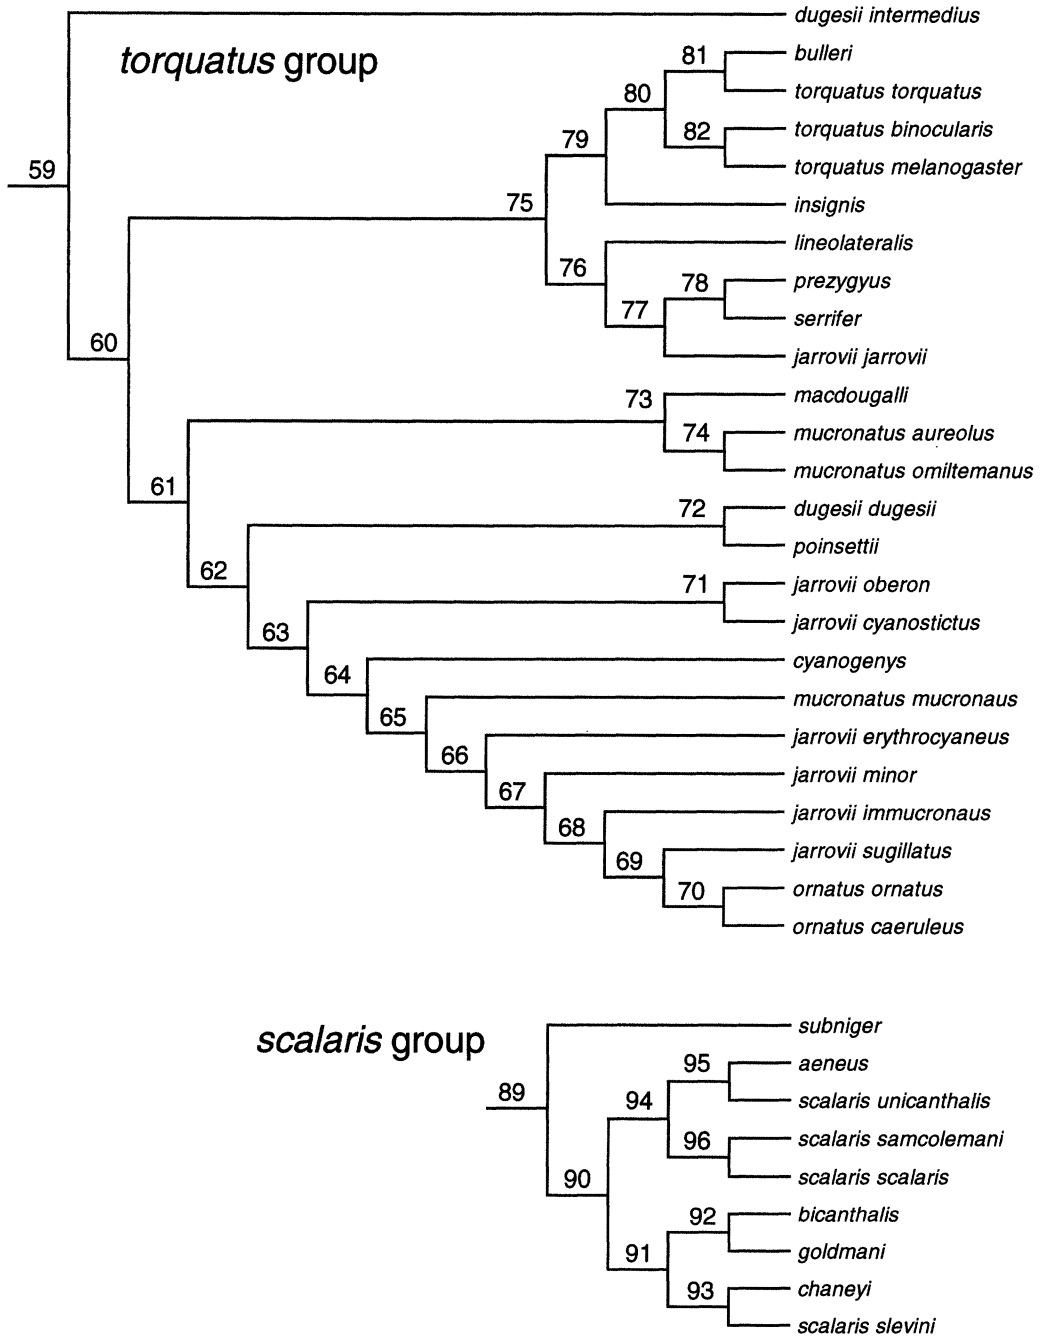 dugesii intermedius
torquatus group
81
bulleri
80
torquatus torquatus
82
torquatus binocularis
79
torquatus melanogaster
59
75
insignis
lineolateralis
76
78
prezygyus
77
serrifer
60
jarrovii jarrovii
73
macdougalli
74
mucronatus aureolus
mucronatus omiltemanus
61
72
dugesii dugesii
poinsettii
62
71
jarrovii oberon
jarrovii cyanostictus
63
cyanogenys
64
mucronatus mucronaus
65
jarrovii erythrocyaneus
66
jarrovii minor
67
jarrovii immucronaus
68
jarrovii sugillatus
69
70
ornatus ornatus
ornatus caeruleus
scalaris group
subniger
95
aeneus
89
94
scalaris unicanthalis
96
scalaris samcolemani
90
scalaris scalaris
92
bicanthalis
91
goldmani
93
chaneyi
scalaris slevini